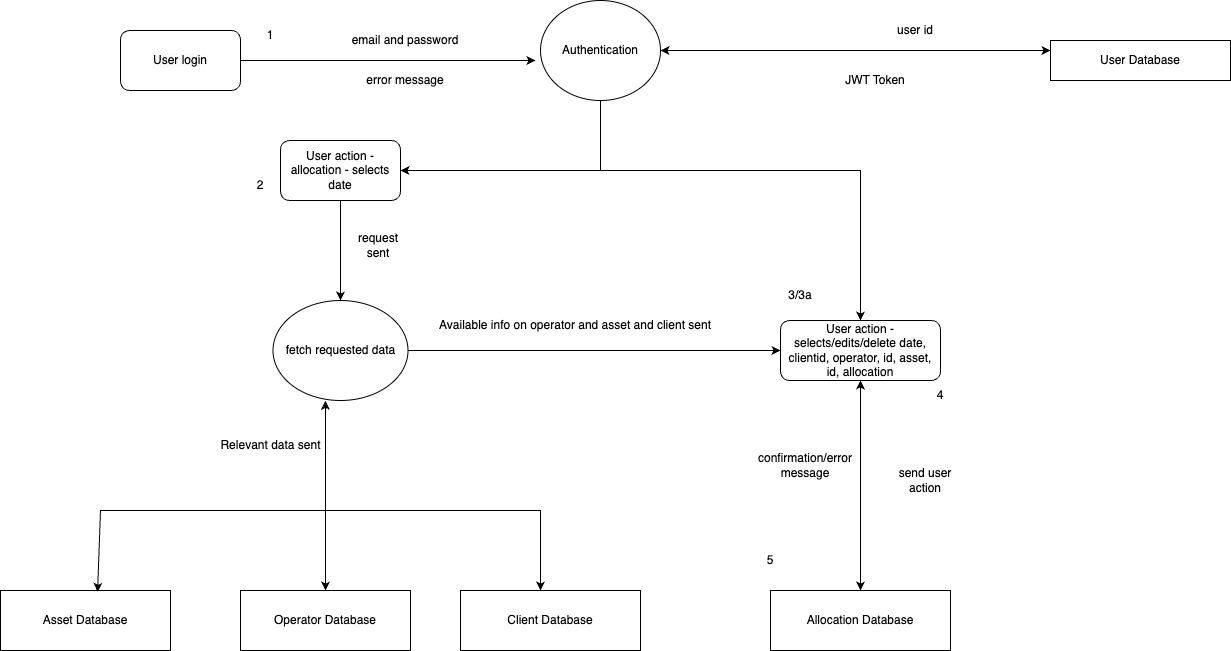 1
email and password
User login
error message
Authentication
user id
JWT Token
User Database
User action -
allocation - selects
date
2
request
sent
3/3a
Available info on operator and asset and client sent
fetch requested data
User action -
selects/edits/delete date,
clientid, operator, id, asset,
id, allocation
4
Relevant data sent
confirmation/error
message
send user
action
5
Asset Database
Operator Database
Client Database
Allocation Database